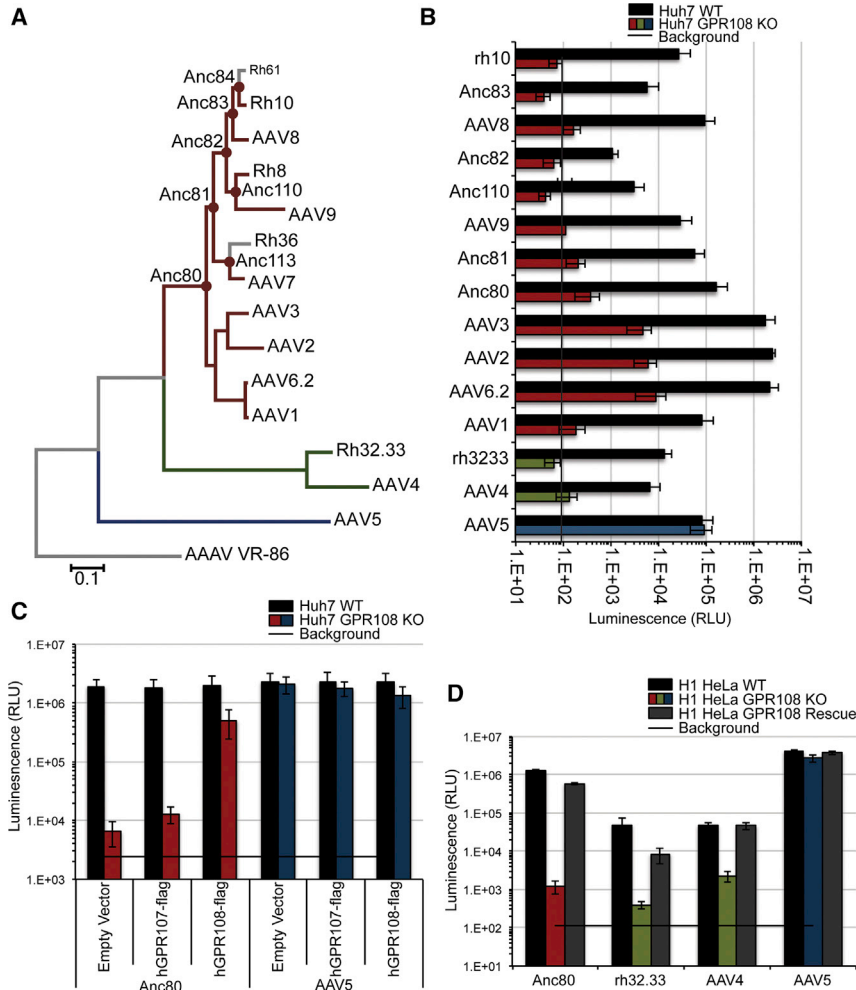 A
Anc84
Rh61
Anc83
Rh10
Anc82
AAV8
Rh8
Anc81
Anc110
AAV9
Rh36
Anc113
Anc80
AAV7
AAV3
AAV2
AAV6.2
AAV1
Rh32.33
AAV4
AAV5
AAAV VR-86
0.1
B
Huh7 WT
Huh7 GPR108 KO
Background
rh10
Anc83
AAV8
Anc82
Anc110
AAV9
Anc81
Anc80
AAV3
AAV2
AAV6.2
AAV1
rh3233
AAV4
AAV5
1.E+01
1.E+02
1.E+03
1.E+04
1.E+05
1.E+06
1.E+07
Luminescence (RLU)
C
Huh7 WT
Huh7 GPR108 KO
Background
Luminesncence (RLU)
1.E+07
1.E+06
1.E+05
1.E+04
1.E+03
Empty Vector
hGPR107-flag
hGPR108-flag
Empty Vector
hGPR107-flag
hGPR108-flag
Anc80
AAV5
D
H1 HeLa WT
H1 HeLa GPR108 KO
H1 HeLa GPR108 Rescue
Background
Luminescence (RLU)
1.E+07
1.E+06
1.E+05
1.E+04
1.E+03
1.E+02
1.E+01
Anc80
rh32.33
AAV4
AAV5